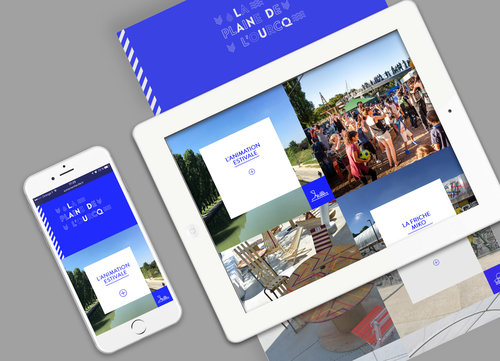 LA
PLAINE DE
L'OURCQ
L'ANIMATION
ESTIVALE
LA FRICHE
MIKO
LA
PLAINE DE
L'OURCQ
L'ANIMATION
ESTIVALE